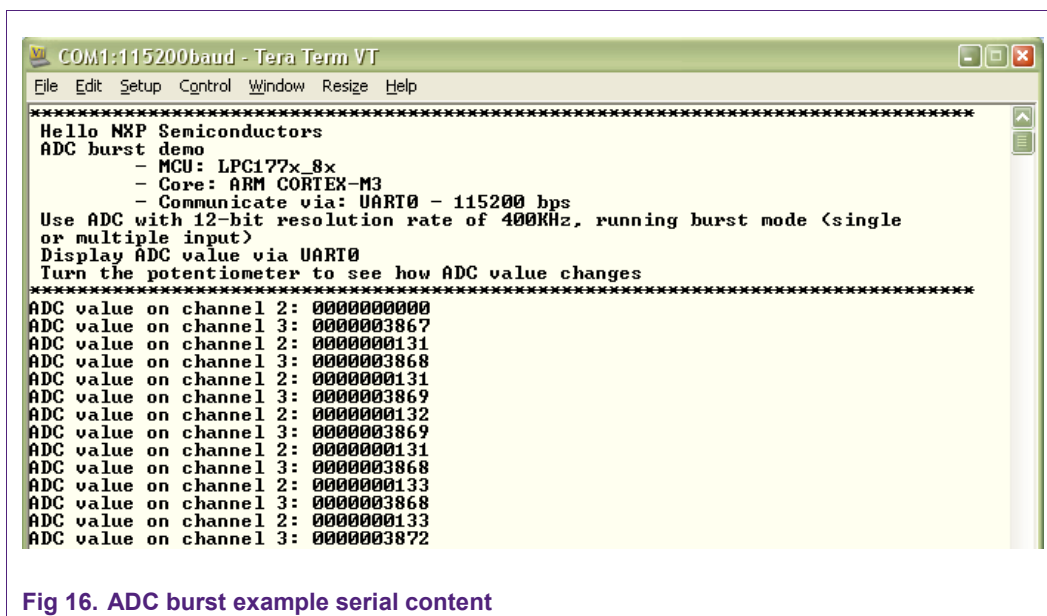 COM1:115200baud - Tera Term VT
File Edit Setup Control Window Resize Help
********************************************************************************
Hello NXP Semiconductors
ADC burst demo
- MCU: LPC177x_8x
- Core: ARM CORTEX-M3
- Communicate via: UART0 - 115200 bps
Use ADC with 12-bit resolution rate of 400KHz, running burst mode (single
or multiple input)
Display ADC value via UART0
Turn the potentiometer to see how ADC value changes
********************************************************************************
ADC value on channel 2: 0000000000
ADC value on channel 3: 0000003867
ADC value on channel 2: 0000000131
ADC value on channel 3: 0000003868
ADC value on channel 2: 0000000131
ADC value on channel 3: 0000003869
ADC value on channel 2: 0000000132
ADC value on channel 3: 0000003869
ADC value on channel 2: 0000000131
ADC value on channel 3: 0000003868
ADC value on channel 2: 0000000133
ADC value on channel 3: 0000003868
ADC value on channel 2: 0000000133
ADC value on channel 3: 0000003872
Fig 16. ADC burst example serial content